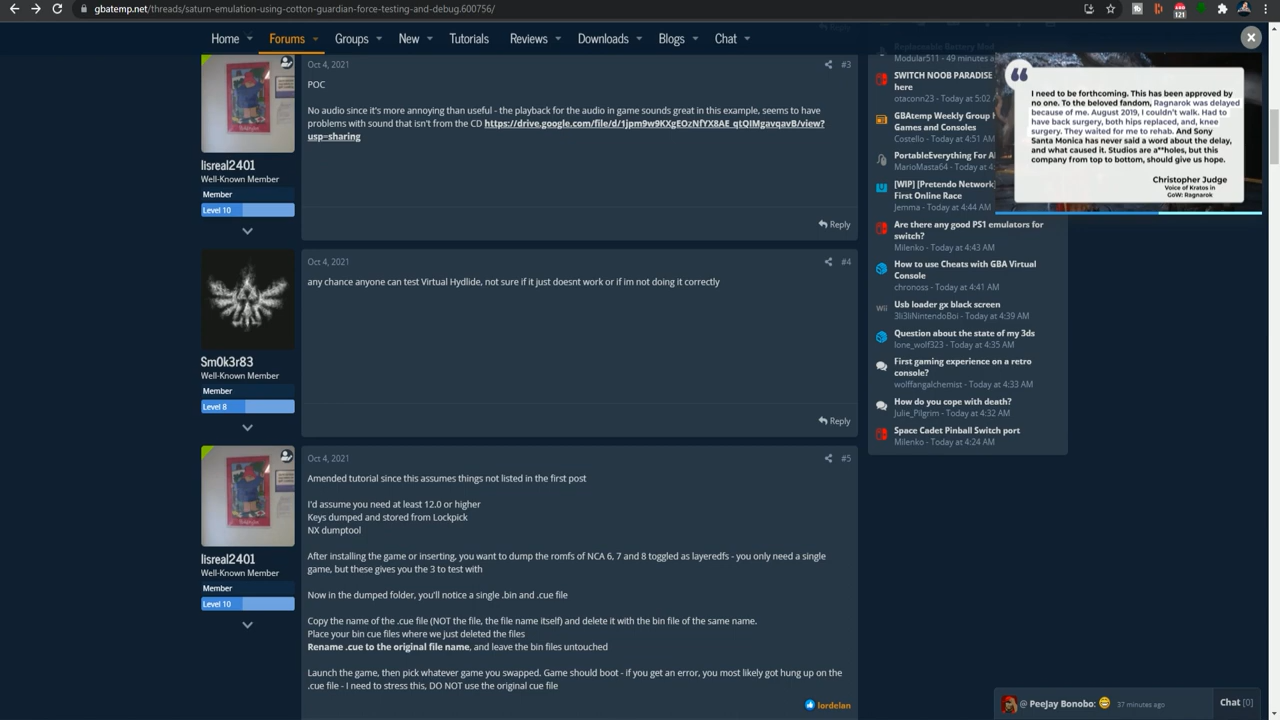 gbatemp.net/threads/saturn-emulation-using-cotton-guardian-force-testing-and-debug.600756/
121
Home
Forums
Groups
New
Tutorials
Reviews
Downloads
Blogs
Chat
Oct 4, 2021
#3
POC
No audio since it's more annoying than useful - the playback for the audio in game sounds great in this example, seems to have
problems with sound that isn't from the CD https://drive.google.com/file/d/1jpm9w9KXgEOzNfYX8AE_qtQIMgavqavB/view?
usp=sharing
lisreal2401
Well-Known Member
Member
Level 10
Reply
Oct 4, 2021
#4
any chance anyone can test Virtual Hydlide, not sure if it just doesnt work or if im not doing it correctly
Sm0k3r83
Well-Known Member
Member
Level 8
Reply
Oct 4, 2021
#5
Amended tutorial since this assumes things not listed in the first post
I'd assume you need at least 12.0 or higher
Keys dumped and stored from Lockpick
NX dumptool
After installing the game or inserting, you want to dump the romfs of NCA 6, 7 and 8 toggled as layeredfs - you only need a single
game, but these gives you the 3 to test with
Now in the dumped folder, you'll notice a single .bin and .cue file
Copy the name of the .cue file (NOT the file, the file name itself) and delete it with the bin file of the same name.
Place your bin cue files where we just deleted the files
Rename .cue to the original file name, and leave the bin files untouched
Launch the game, then pick whatever game you swapped. Game should boot - if you get an error, you most likely got hung up on the
.cue file - I need to stress this, DO NOT use the original cue file
lisreal2401
Well-Known Member
Member
Level 10
lordelan
Replaceable Battery Mod
Modular511 - 49 minutes a
SWITCH NOOB PARADISE
here
otaconn23 - Today at 5:02
GBAtemp Weekly Group
Games and Consoles
Costello - Today at 4:51 AM
PortableEverything For Al
MarioMasta64 - Today at
[WIP] [Pretendo Network]
First Online Race
Jemma - Today at 4:44 AM
Are there any good PS1 emulators for
switch?
Milenko - Today at 4:43 AM
How to use Cheats with GBA Virtual
Console
chronoss - Today at 4:41 AM
Wii
Usb loader gx black screen
3li3liNintendoBoi - Today at 4:39 AM
Question about the state of my 3ds
lone_wolf323 - Today at 4:35 AM
First gaming experience on a retro
console?
wolffangalchemist - Today at 4:33 AM
How do you cope with death?
Julie_Pilgrim - Today at 4:32 AM
Space Cadet Pinball Switch port
Milenko - Today at 4:24 AM
I need to be forthcoming. This has been approved by
no one. To the beloved fandom, Ragnarok was delayed
because of me. August 2019, I couldn't walk. Had to
have back surgery, both hips replaced, and, knee
surgery. They waited for me to rehab. And Sony
Santa Monica has never said a word about the delay,
and what caused it. Studios are a**holes, but this
company from top to bottom, should give us hope.
Christopher Judge
Voice of Kratos in
GoW: Ragnarok
@ PeeJay Bonobo:
37 minutes ago
Chat [0]